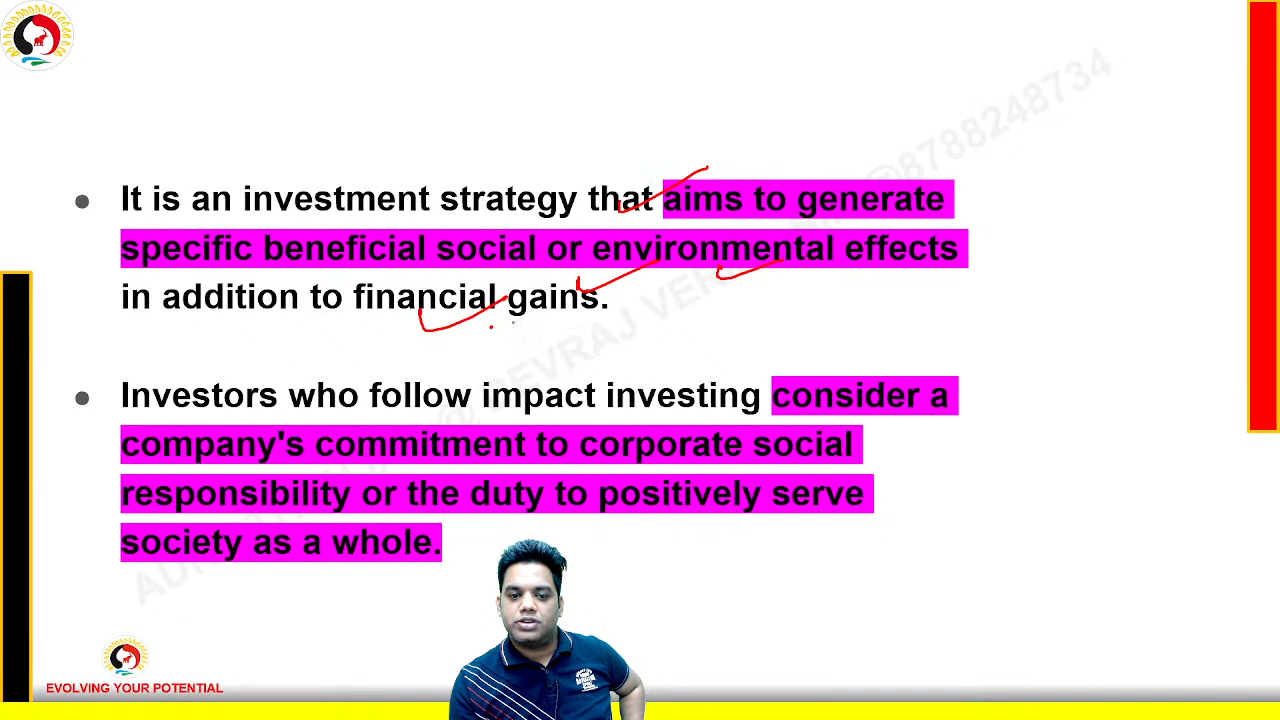 It is an investment strategy that aims to generate
specific beneficial social or environmental effects
in addition to financial gains.
Investors who follow impact investing consider a
company's commitment to corporate social
responsibility or the duty to positively serve
society as a whole.
EVOLVING YOUR POTENTIAL